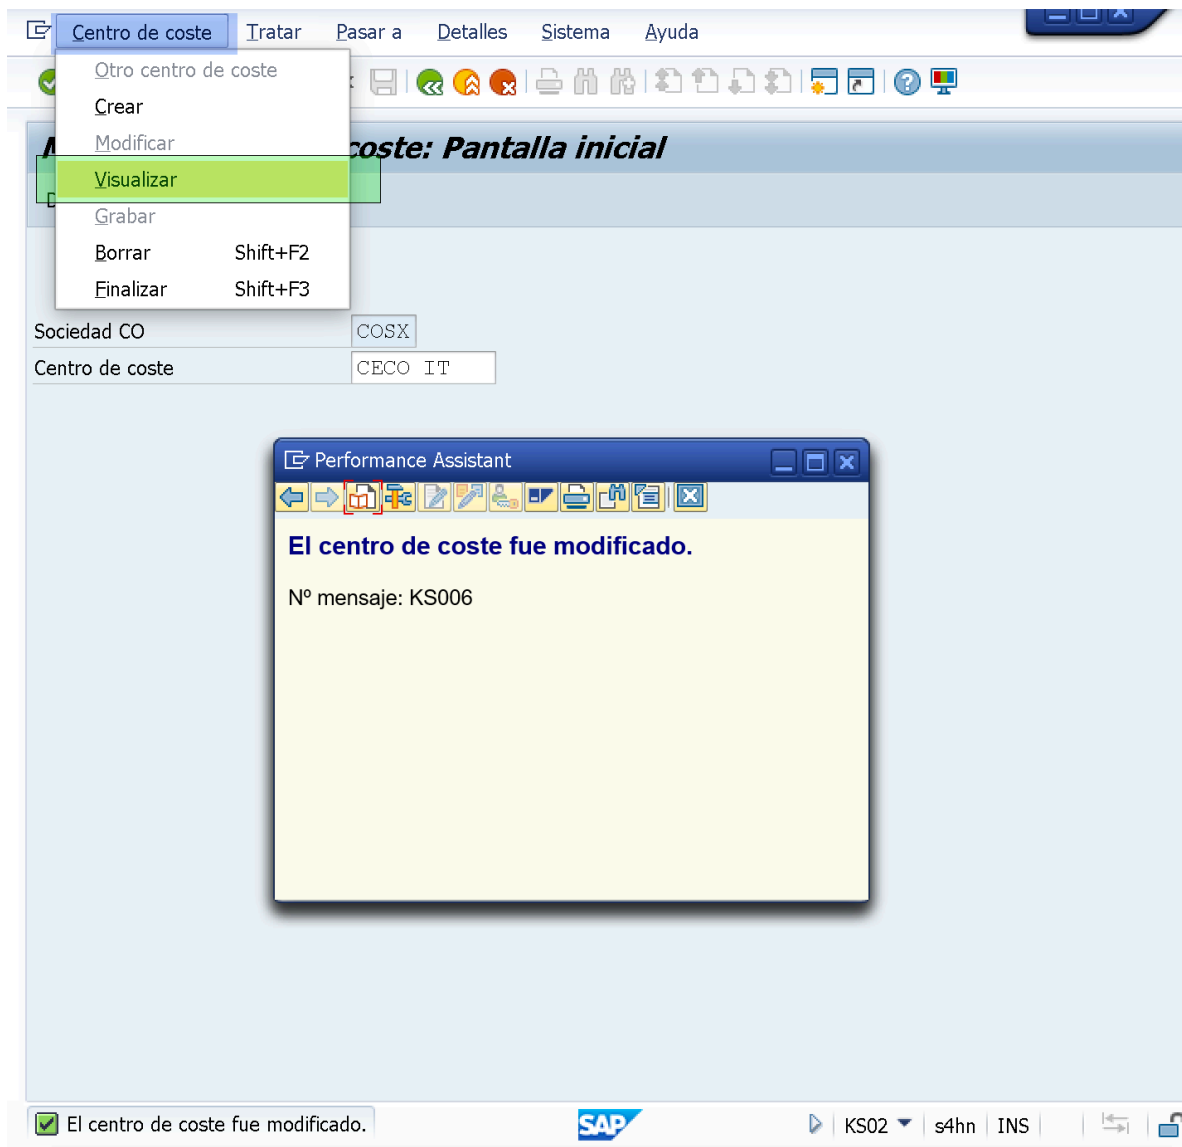 Centro de coste Tratar Pasar a Detalles Sistema Ayuda
Otro centro de coste
Crear
Modificar
coste: Pantalla inicial
Visualizar
Grabar
Borrar Shift+F2
Finalizar Shift+F3
Sociedad CO COSX
Centro de coste CECO IT
Performance Assistant
El centro de coste fue modificado.
Nº mensaje: KS006
El centro de coste fue modificado. SAP KS02 s4hn INS